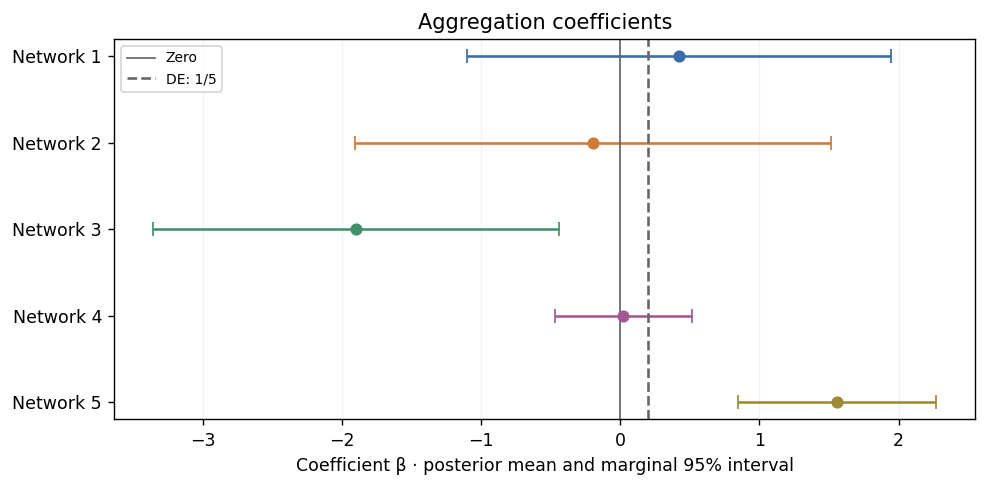 Aggregation coefficients
Zero
DE: 1/5
Network 1
Network 2
Network 3
Network 4
Network 5
−3 −2 −1 0 1 2
Coefficient β · posterior mean and marginal 95% interval